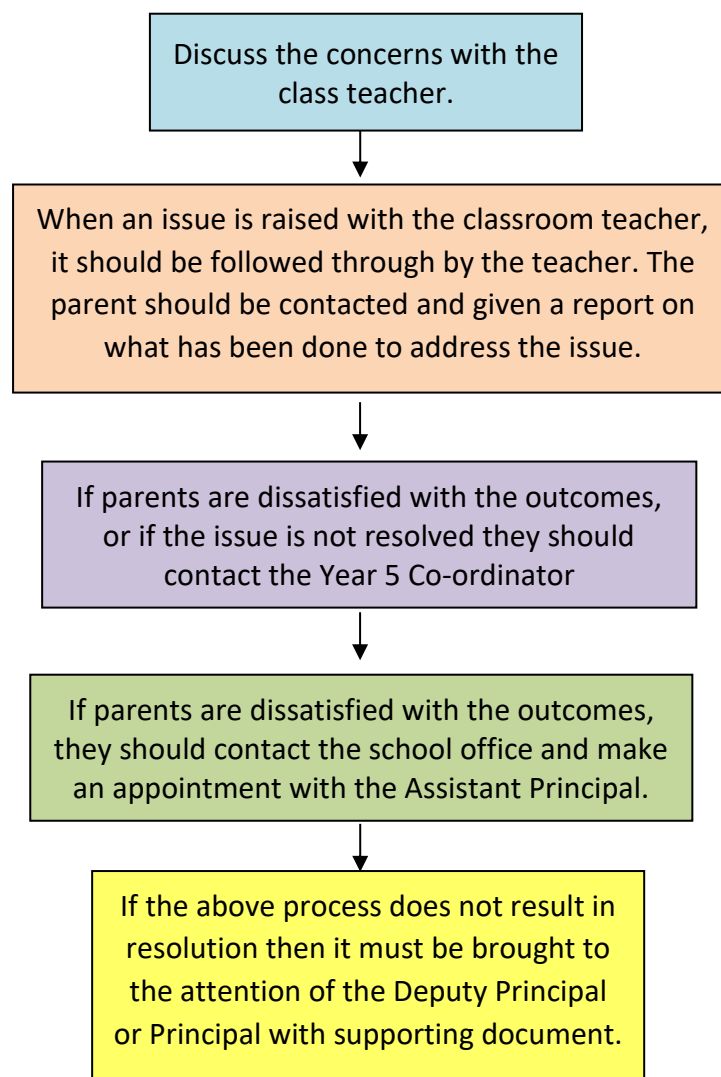 Discuss the concerns with the
class teacher.
When an issue is raised with the classroom teacher,
it should be followed through by the teacher. The
parent should be contacted and given a report on
what has been done to address the issue.
If parents are dissatisfied with the outcomes,
or if the issue is not resolved they should
contact the Year 5 Co-ordinator
If parents are dissatisfied with the outcomes,
they should contact the school office and make
an appointment with the Assistant Principal.
If the above process does not result in
resolution then it must be brought to
the attention of the Deputy Principal
or Principal with supporting document.